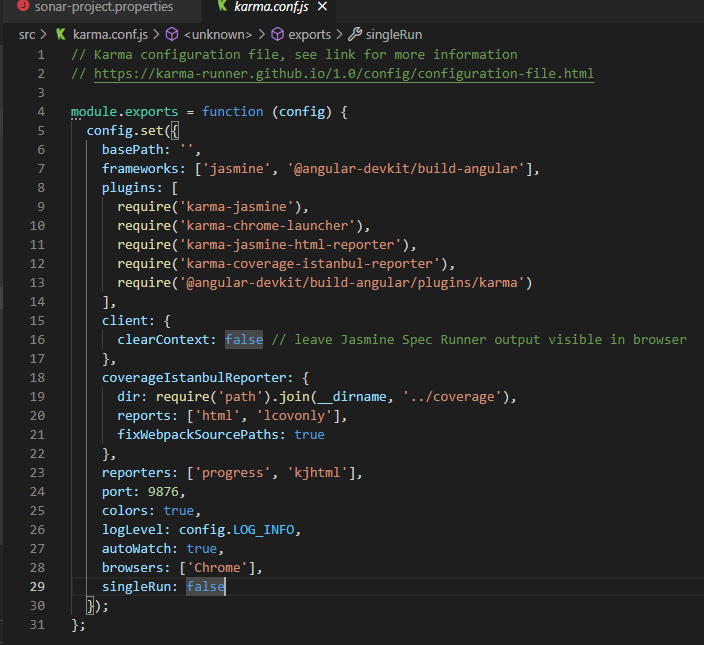 sonar-project.properties karma.conf.js
src > karma.conf.js > <unknown> > exports > singleRun
1 // Karma configuration file, see link for more information
2 // https://karma-runner.github.io/1.0/config/configuration-file.html
3
4 module.exports = function (config) {
5 config.set({
6 basePath: '',
7 frameworks: ['jasmine', '@angular-devkit/build-angular'],
8 plugins: [
9 require('karma-jasmine'),
10 require('karma-chrome-launcher'),
11 require('karma-jasmine-html-reporter'),
12 require('karma-coverage-istanbul-reporter'),
13 require('@angular-devkit/build-angular/plugins/karma')
14 ],
15 client: {
16 clearContext: false // leave Jasmine Spec Runner output visible in browser
17 },
18 coverageIstanbulReporter: {
19 dir: require('path').join(__dirname, '../coverage'),
20 reports: ['html', 'lcovonly'],
21 fixWebpackSourcePaths: true
22 },
23 reporters: ['progress', 'kjhtml'],
24 port: 9876,
25 colors: true,
26 logLevel: config.LOG_INFO,
27 autoWatch: true,
28 browsers: ['Chrome'],
29 singleRun: false
30 });
31 };